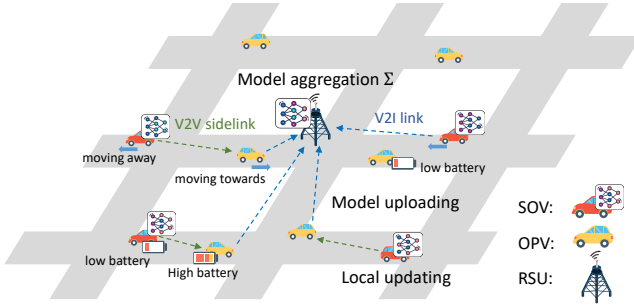 Model aggregation Σ
V2V sidelink
V2I link
moving away
moving towards
low battery
Model uploading
low battery
High battery
Local updating
SOV:
OPV:
RSU: